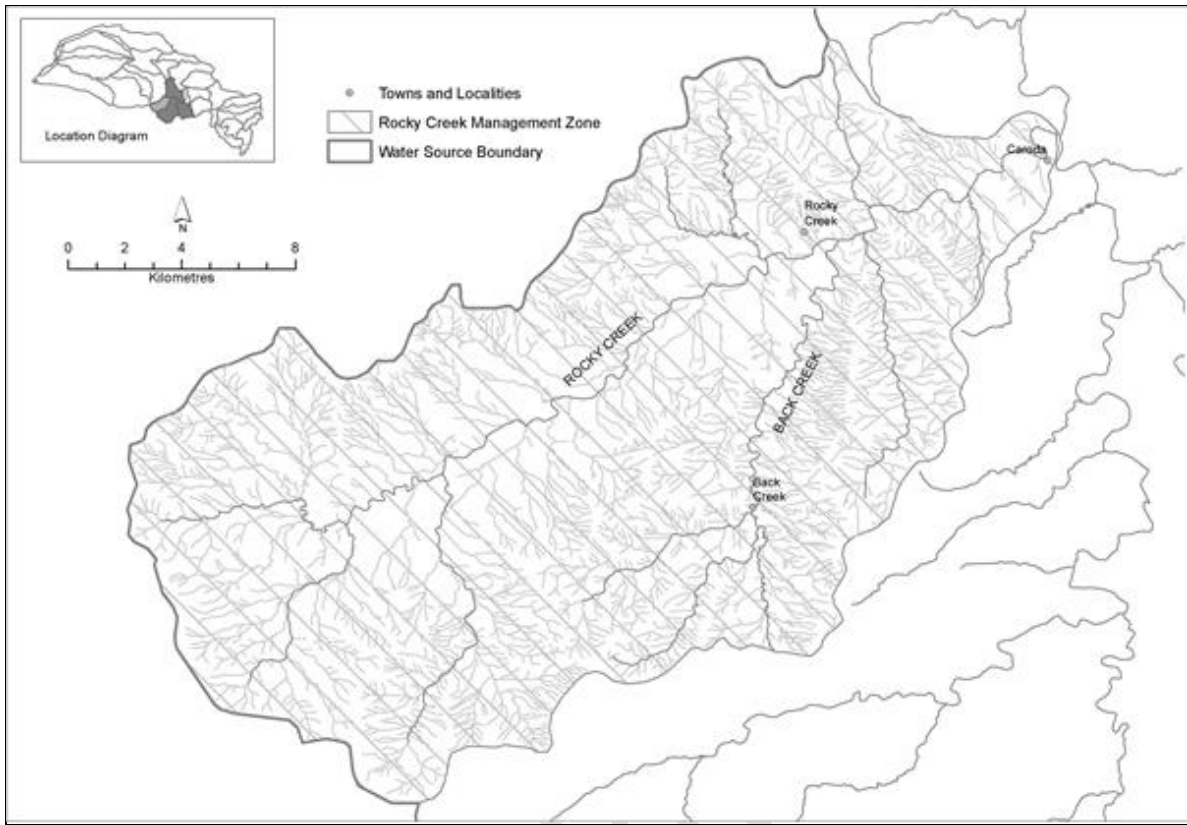 Location Diagram
Towns and Localities
Rocky Creek Management Zone
Water Source Boundary
N
0 4 8
Kilometres
Caroda
Rocky
Creek
ROCKY CREEK
BACK CREEK
Back
Creek